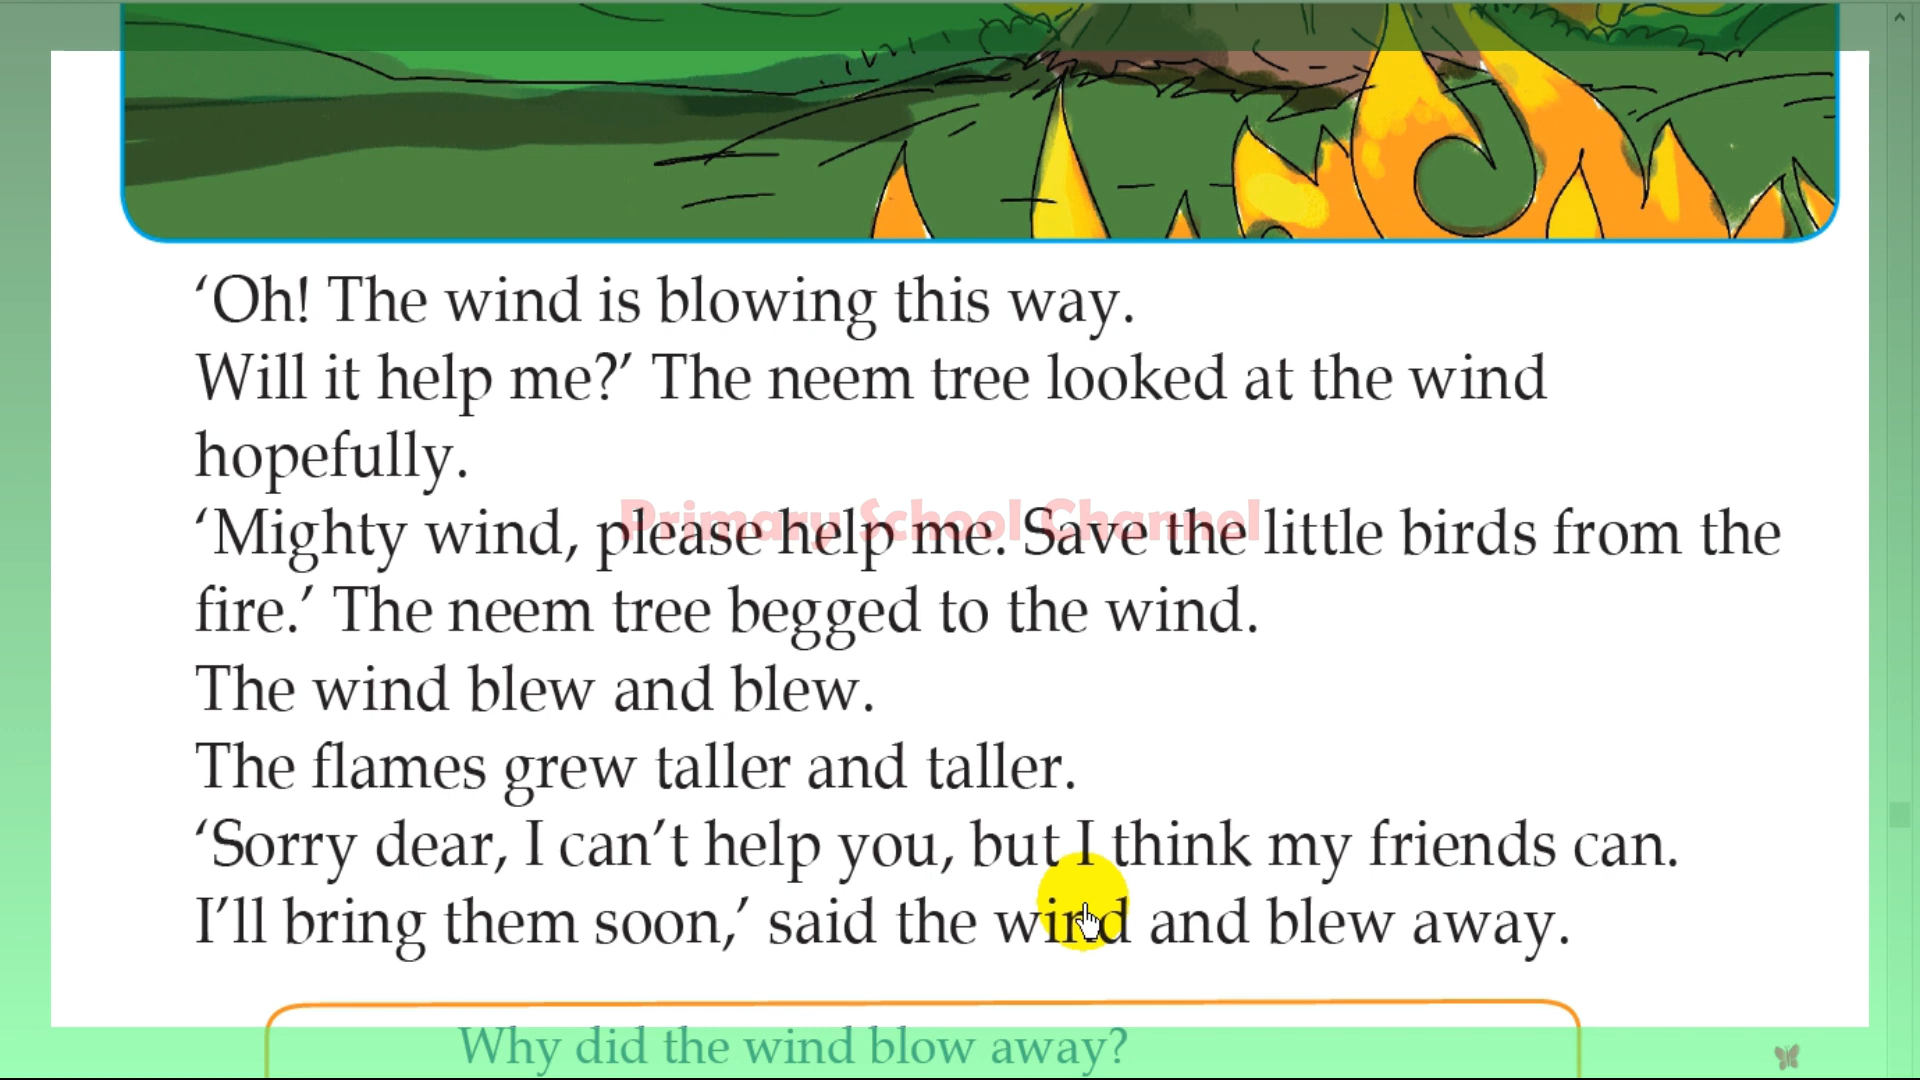 ‘Oh! The wind is blowing this way.
Will it help me?’ The neem tree looked at the wind
hopefully.
Primary School Channel
‘Mighty wind, please help me. Save the little birds from the
fire.’ The neem tree begged to the wind.
The wind blew and blew.
The flames grew taller and taller.
‘Sorry dear, I can’t help you, but I think my friends can.
I’ll bring them soon,’ said the wind and blew away.
Why did the wind blow away?